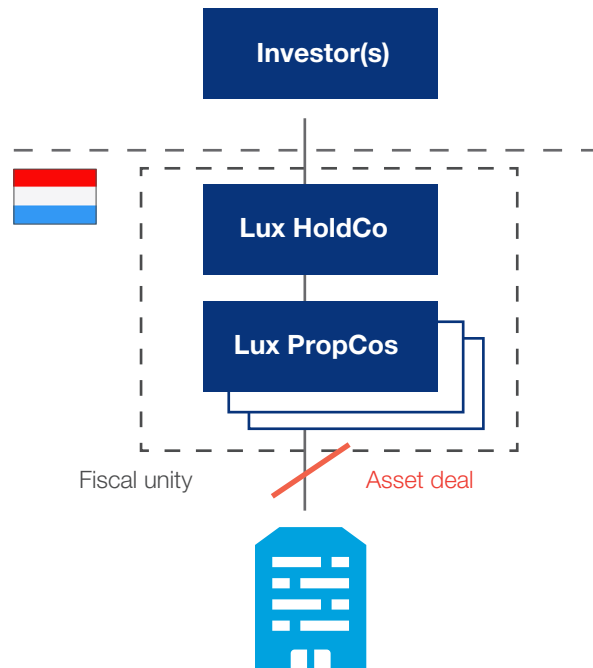 Investor(s)
Lux HoldCo
Lux PropCos
Fiscal unity
Asset deal